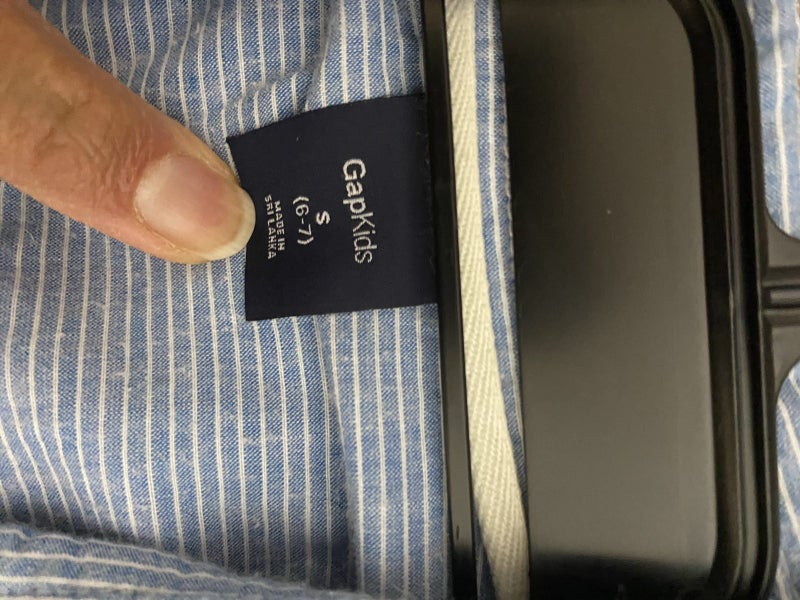 GapKids
S
(6-7)
MADE IN
SRI LANKA